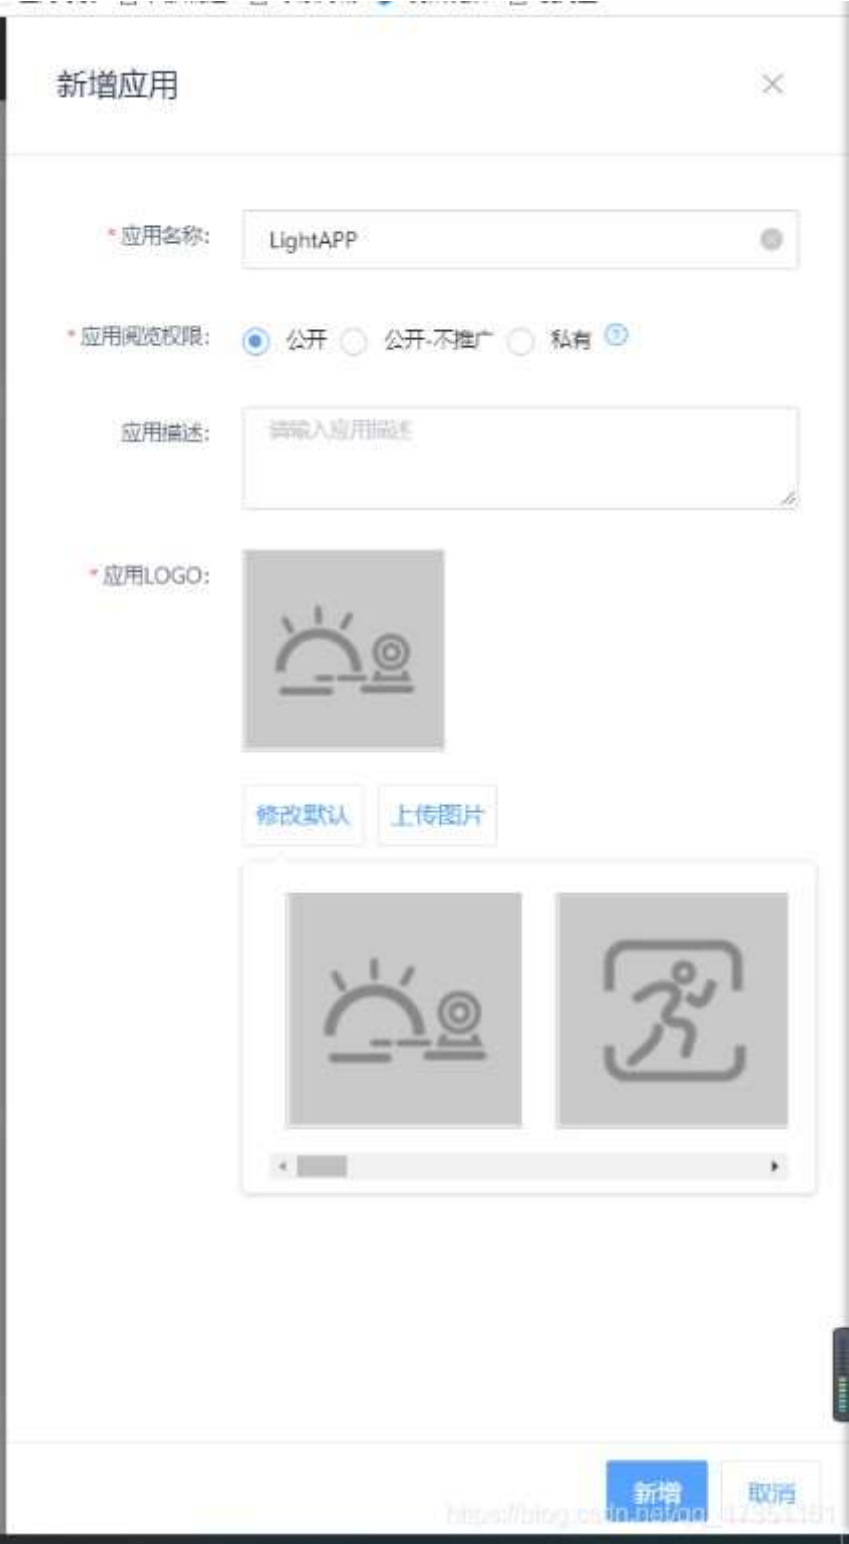 新增应用
* 应用名称: LightAPP
* 应用阅览权限: 公开 公开-不推广 私有
应用描述: 请输入应用描述
* 应用LOGO:
修改默认 上传图片
新增 取消